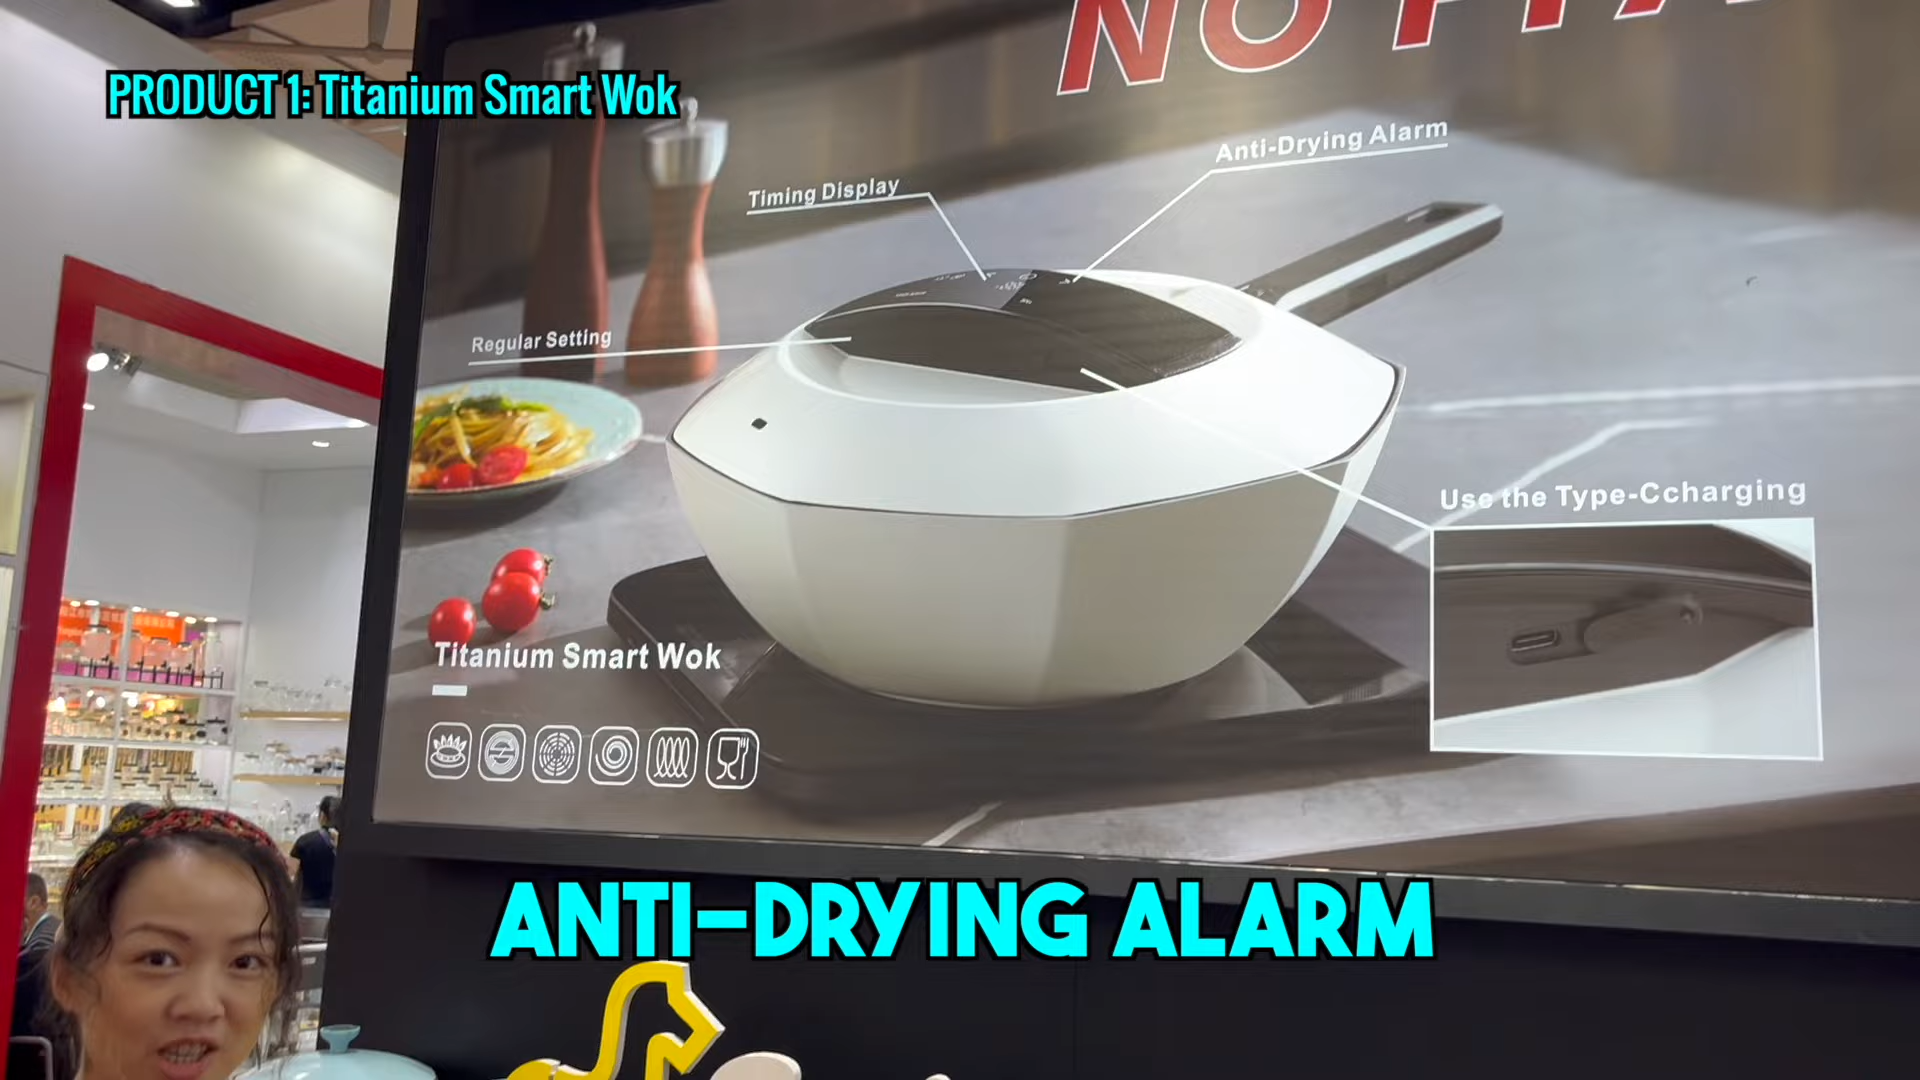 NO
PRODUCT 1: Titanium Smart Wok
Anti-Drying Alarm
Timing Display
Regular Setting
Use the Type-Ccharging
Titanium Smart Wok
ANTI-DRYING ALARM